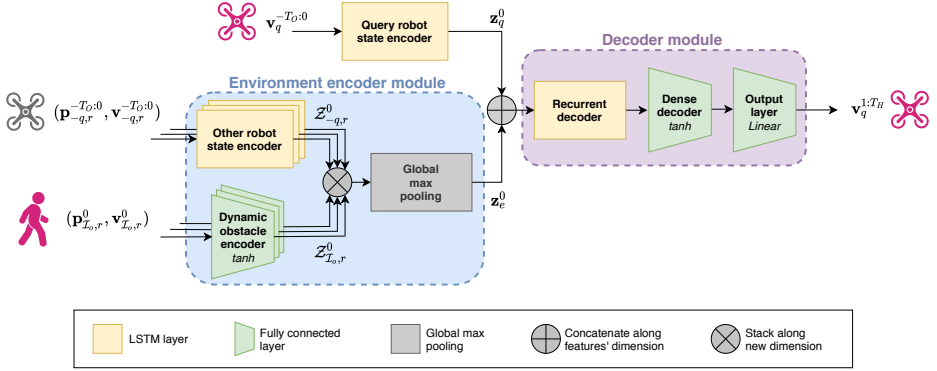 v_q^{-T_O:0}
Query robot
state encoder
z_q^0
Decoder module
Environment encoder module
(p_{-q,r}^{-T_O:0}, v_{-q,r}^{-T_O:0})
Other robot
state encoder
Z_{-q,r}^0
Global
max
pooling
Recurrent
decoder
Dense
decoder
tanh
Output
layer
Linear
v_q^{1:T_H}
z_e^0
(p_{I_o,r}^0, v_{I_o,r}^0)
Dynamic
obstacle
encoder
tanh
Z_{I_o,r}^0
LSTM layer
Fully connected
layer
Global max
pooling
Concatenate along
features' dimension
Stack along
new dimension